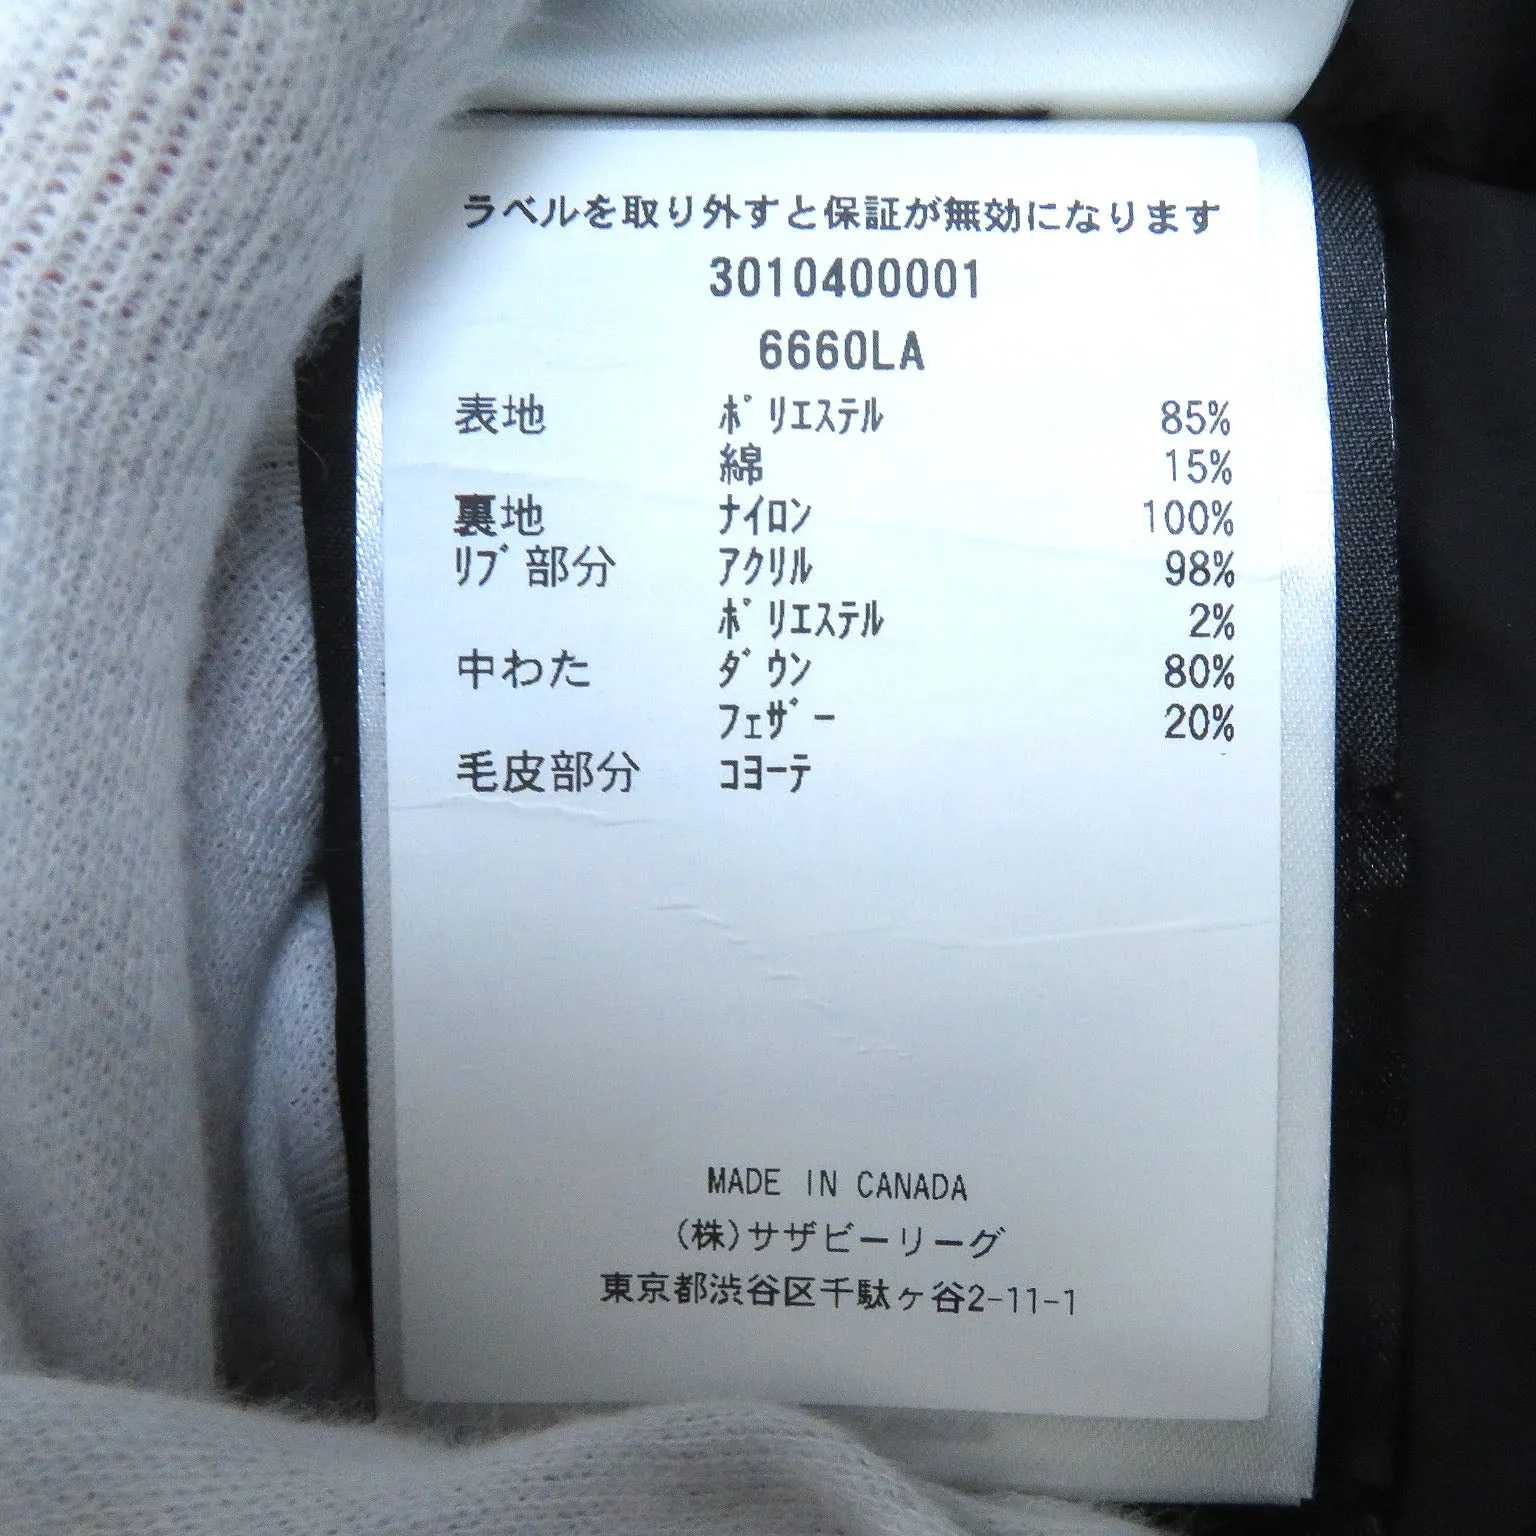 ラベルを取り外すと保証が無効になります
3010400001
6660LA
表地 ﾎﾟﾘｴｽﾃﾙ 85%
綿 15%
裏地 ﾅｲﾛﾝ 100%
ﾘﾌﾞ部分 ｱｸﾘﾙ 98%
ﾎﾟﾘｴｽﾃﾙ 2%
中わた ﾀﾞｳﾝ 80%
ﾌｪｻﾞｰ 20%
毛皮部分 ｺﾖｰﾃ
MADE IN CANADA
(株)サザビーリーグ
東京都渋谷区千駄ヶ谷2-11-1